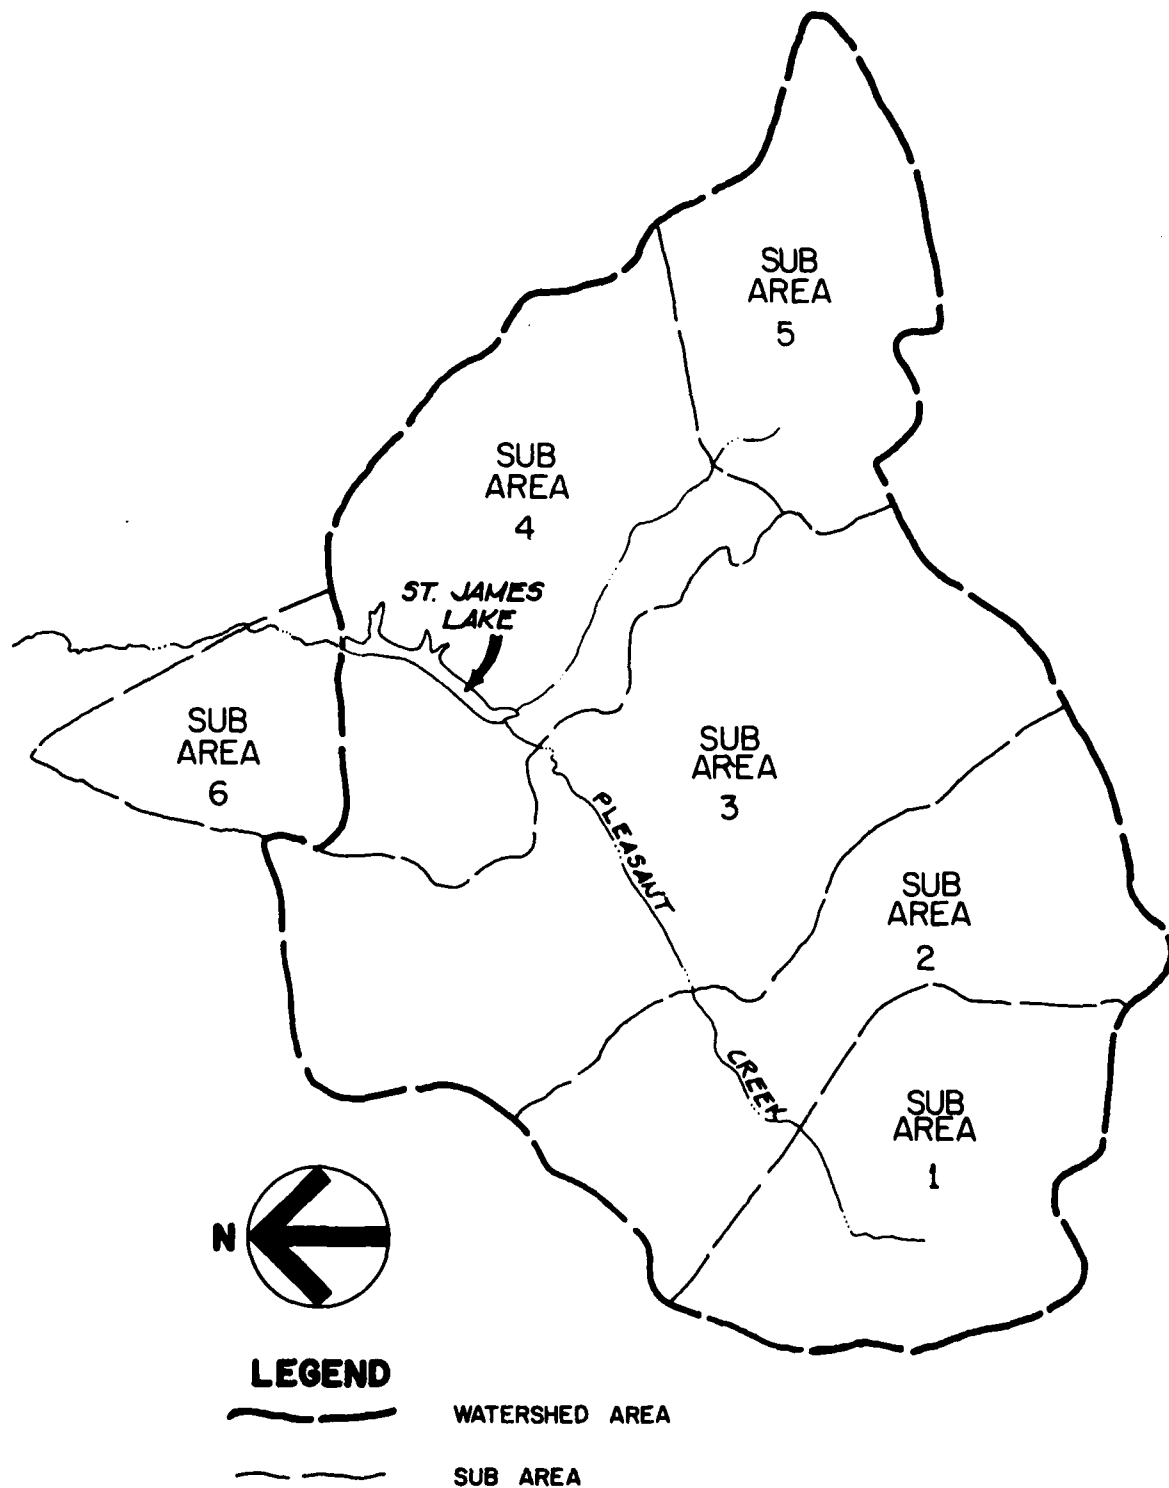 SUB
AREA
5
SUB
AREA
4
ST. JAMES
LAKE
SUB
AREA
6
SUB
AREA
3
PLEASANT
SUB
AREA
2
CREEK
SUB
AREA
1
N
LEGEND
WATERSHED AREA
SUB AREA